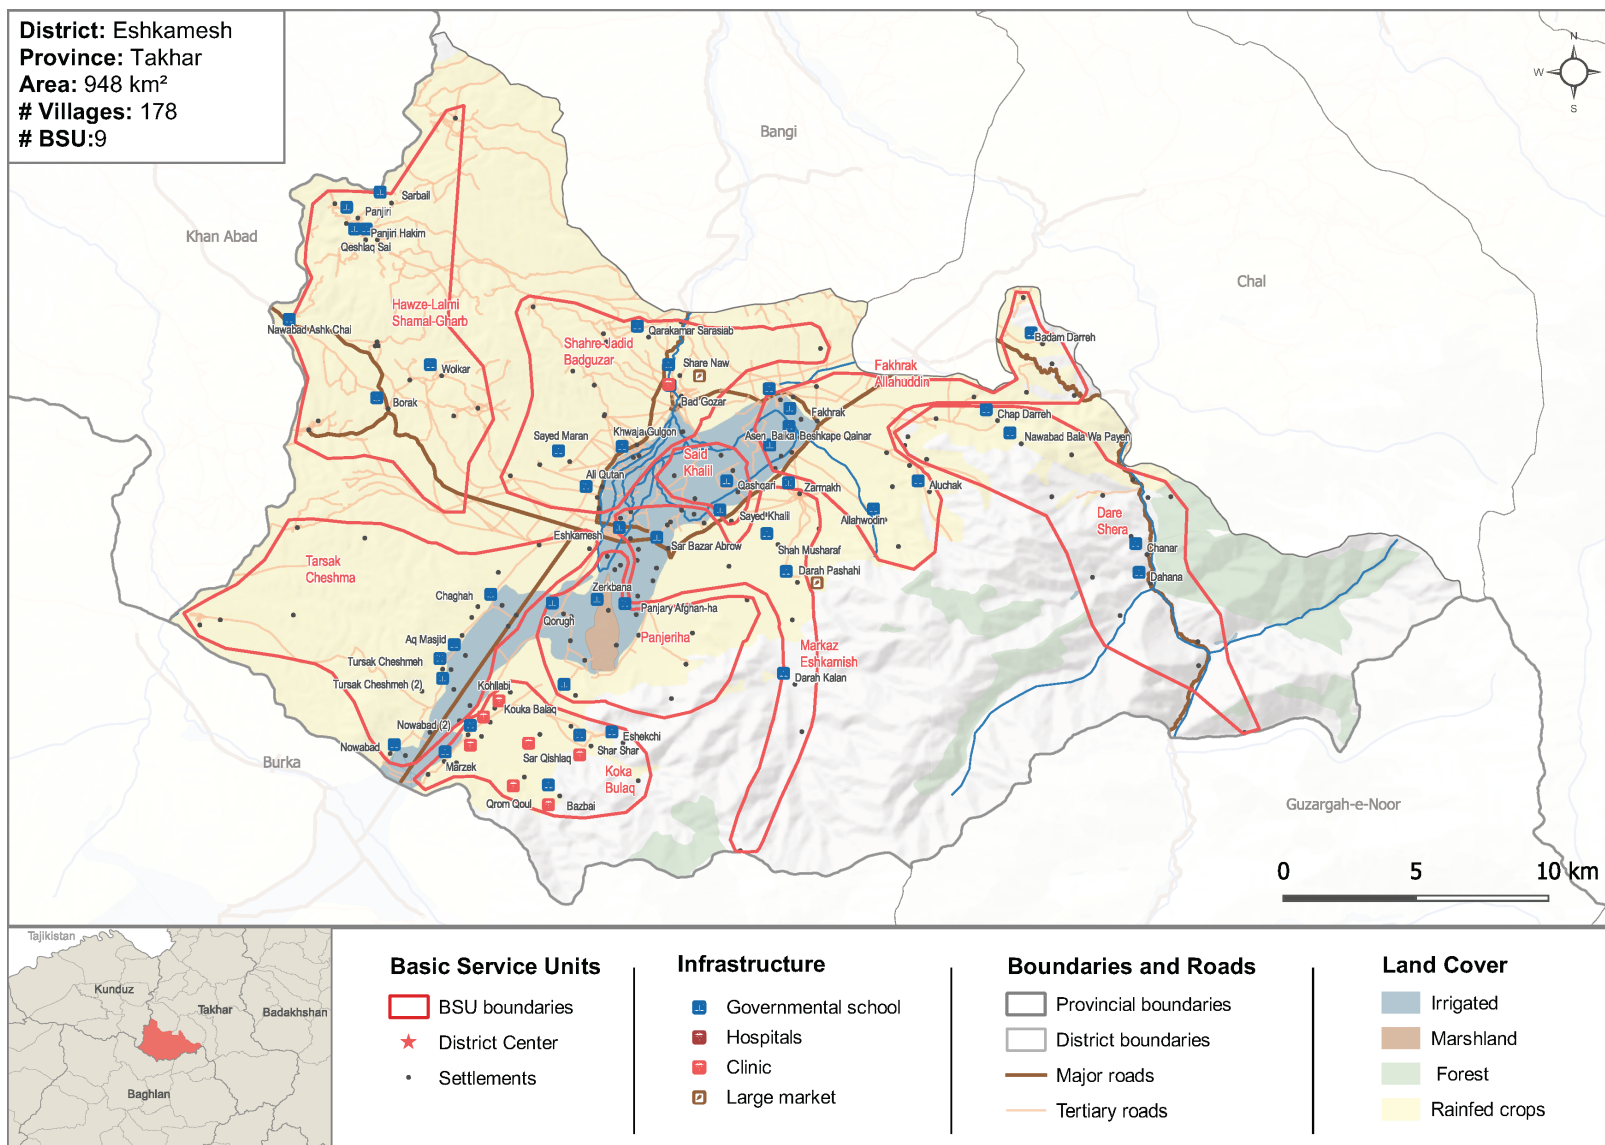 District: Eshkamesh
Province: Takhar
Area: 948 km²
# Villages: 178
# BSU:9
N
W
S
Bangi
Khan Abad
Chal
Burka
Guzargah-e-Noor
Sarbail
Panjiri
Panjiri Hakim
Qeshlaq Sai
Hawze-Lalmi
Shamal-Gharb
Nawabad Ashk Chai
Wolkar
Borak
Shahre-Jadid
Badguzar
Qarakamar Sarasiab
Share Naw
Bad Gozar
Fakhrak
Allahuddin
Badam Darreh
Chap Darreh
Nawabad Bala Wa Payen
Fakhrak
Asen Balka Beshkape Qainar
Sayed Maran
Khwaja Gulgon
Said
Khalil
Ali Qutan
Qashqari
Zarmakh
Aluchak
Sayed Khalil
Allahwodin
Dare
Shera
Eshkamesh
Sar Bazar Abrow
Shah Musharaf
Chanar
Tarsak
Cheshma
Darah Pashahi
Dahana
Zerkbana
Chaghah
Panjary Afghan-ha
Qorugh
Panjeriha
Aq Masjid
Markaz
Eshkamish
Tursak Cheshmeh
Darah Kalan
Tursak Cheshmeh (2)
Kohllabi
Kouka Balaq
Nowabad (2)
Eshekchi
Nowabad
Shar Shar
Marzek
Sar Qishlaq
Koka
Bulaq
Qrom Qoul
Bazbai
0 5 10 km
Tajikistan
Kunduz
Takhar
Badakhshan
Baghlan
Basic Service Units
BSU boundaries
District Center
Settlements
Infrastructure
Governmental school
Hospitals
Clinic
Large market
Boundaries and Roads
Provincial boundaries
District boundaries
Major roads
Tertiary roads
Land Cover
Irrigated
Marshland
Forest
Rainfed crops